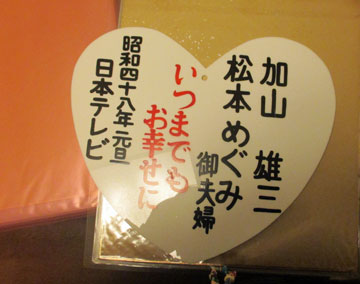 加山 雄三
松本めぐみ
御夫婦
いつまでも
お幸せに
昭和四十八年元旦
日本テレビ